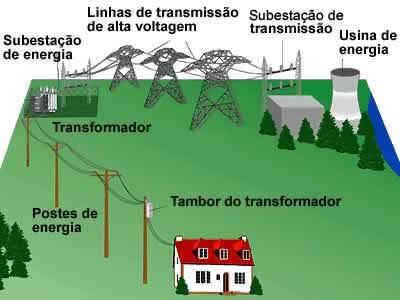 Linhas de transmissão
de alta voltagem
Subestação de
transmissão
Usina de
energia
Subestação
de energia
Transformador
Tambor do transformador
Postes de
energia